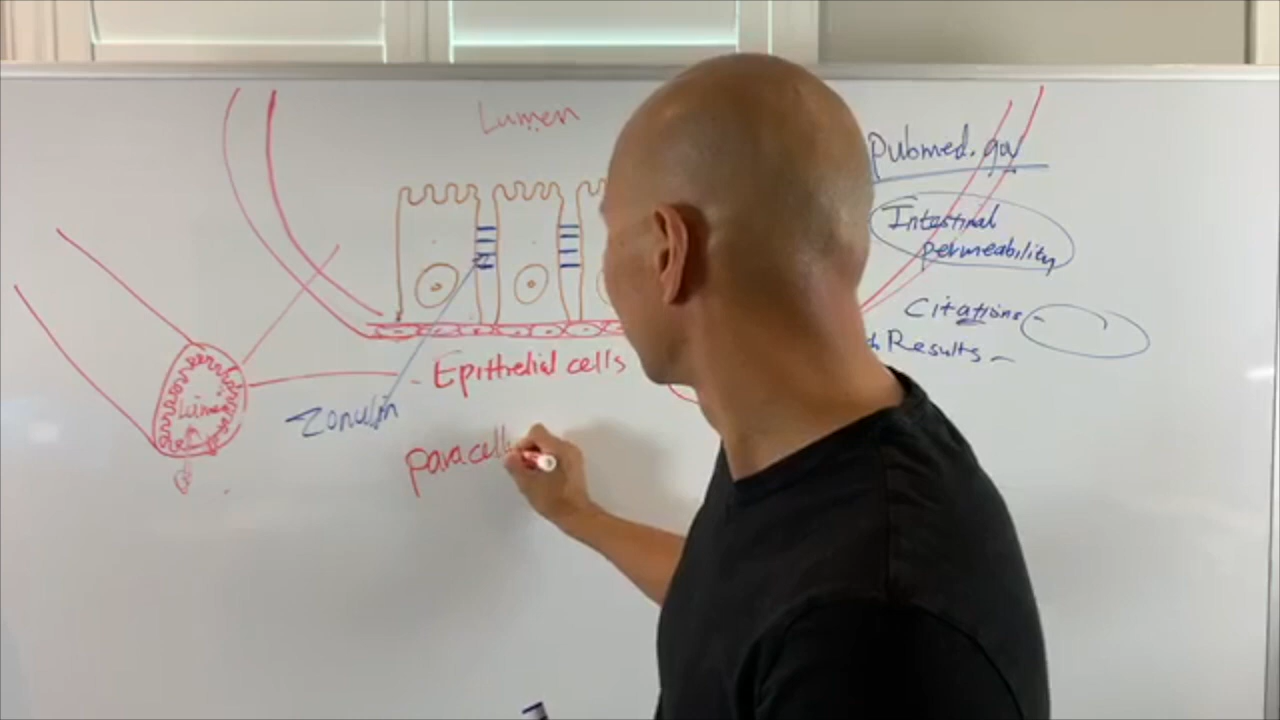 Lumen
Pubmed.gov
Intestinal
permeability
Citations -
Results -
Epithelial cells
Lumen
Zonulin
paracell